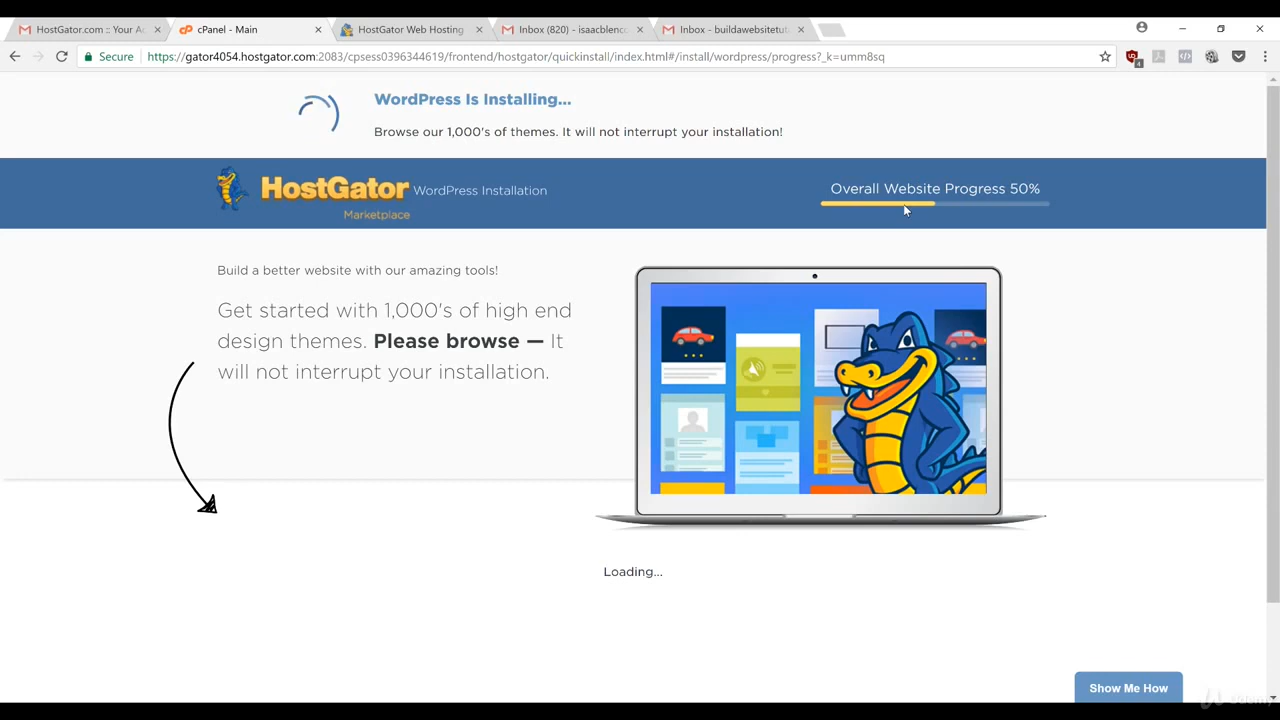 HostGator.com :: Your A
cPanel - Main
HostGator Web Hosting
Inbox (820) - isaacblencc
Inbox - buildawebsitetut
Secure
https://gator4054.hostgator.com:2083/cpsess0396344619/frontend/hostgator/quickinstall/index.html#/install/wordpress/progress?_k=umm8sq
4
WordPress Is Installing...
Browse our 1,000's of themes. It will not interrupt your installation!
HostGator WordPress Installation
Marketplace
Overall Website Progress 50%
Build a better website with our amazing tools!
Get started with 1,000's of high end
design themes. Please browse — It
will not interrupt your installation.
Loading...
Show Me How
Udemy